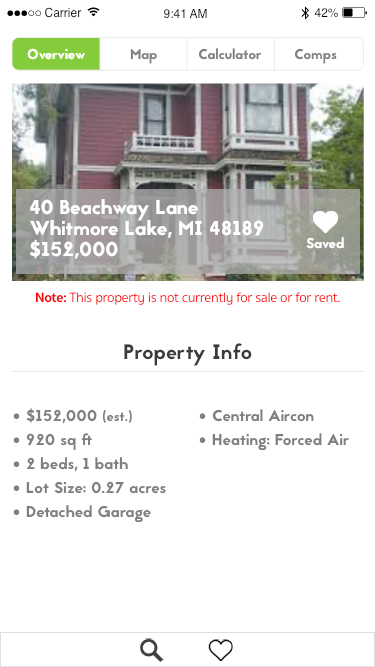 Carrier 9:41 AM 42%
Overview Map Calculator Comps
40 Beachway Lane
Whitmore Lake, MI 48189
$152,000
Saved
Note: This property is not currently for sale or for rent.
Property Info
• $152,000 (est.)
• 920 sq ft
• 2 beds, 1 bath
• Lot Size: 0.27 acres
• Detached Garage
• Central Aircon
• Heating: Forced Air